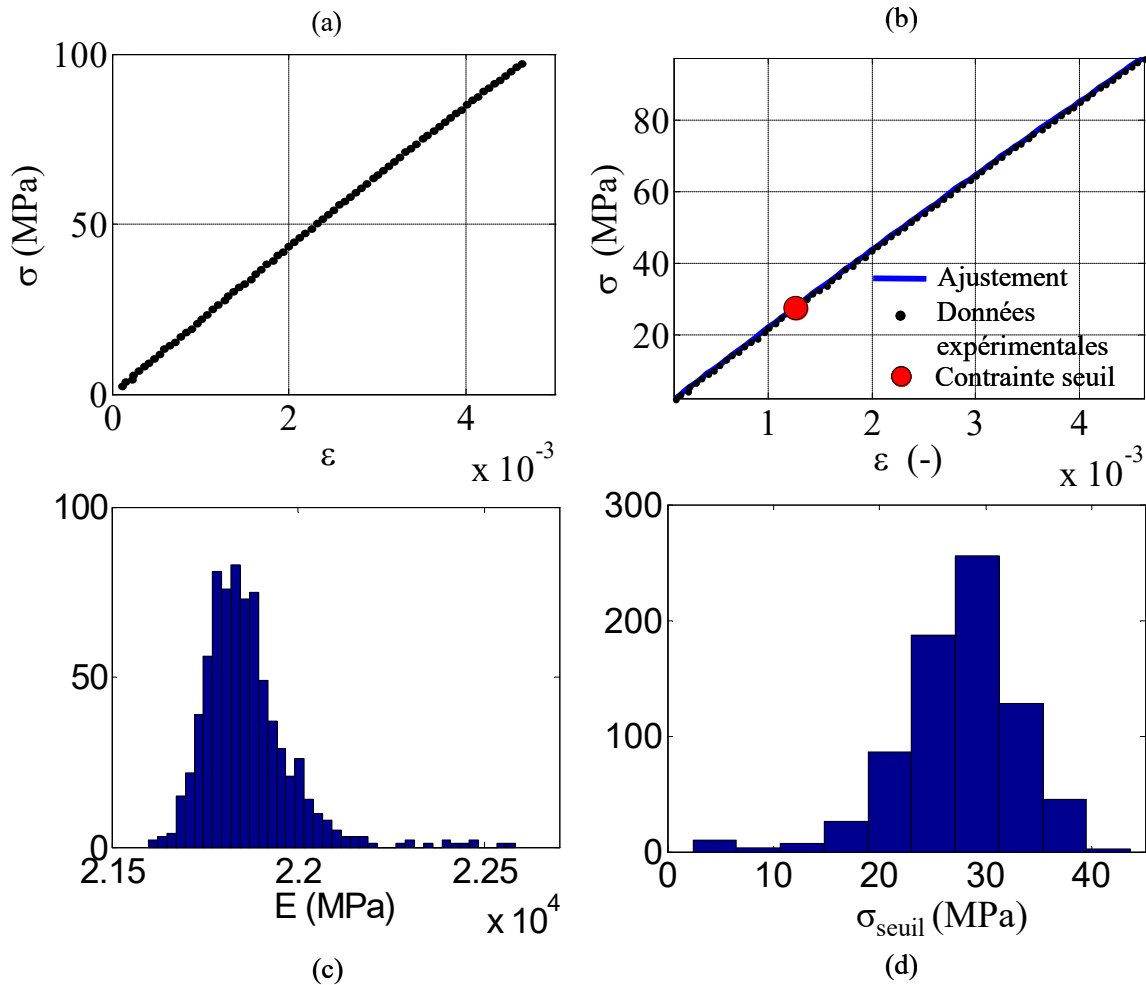 (a)
100
50
0
σ (MPa)
0
2
4
ε
x 10⁻³
(b)
80
60
40
20
σ (MPa)
Ajustement
Données
expérimentales
Contrainte seuil
1
2
3
4
ε (-)
x 10⁻³
100
50
0
2.15
2.2
2.25
E (MPa)
x 10⁴
(c)
300
200
100
0
0
10
20
30
40
σseuil (MPa)
(d)